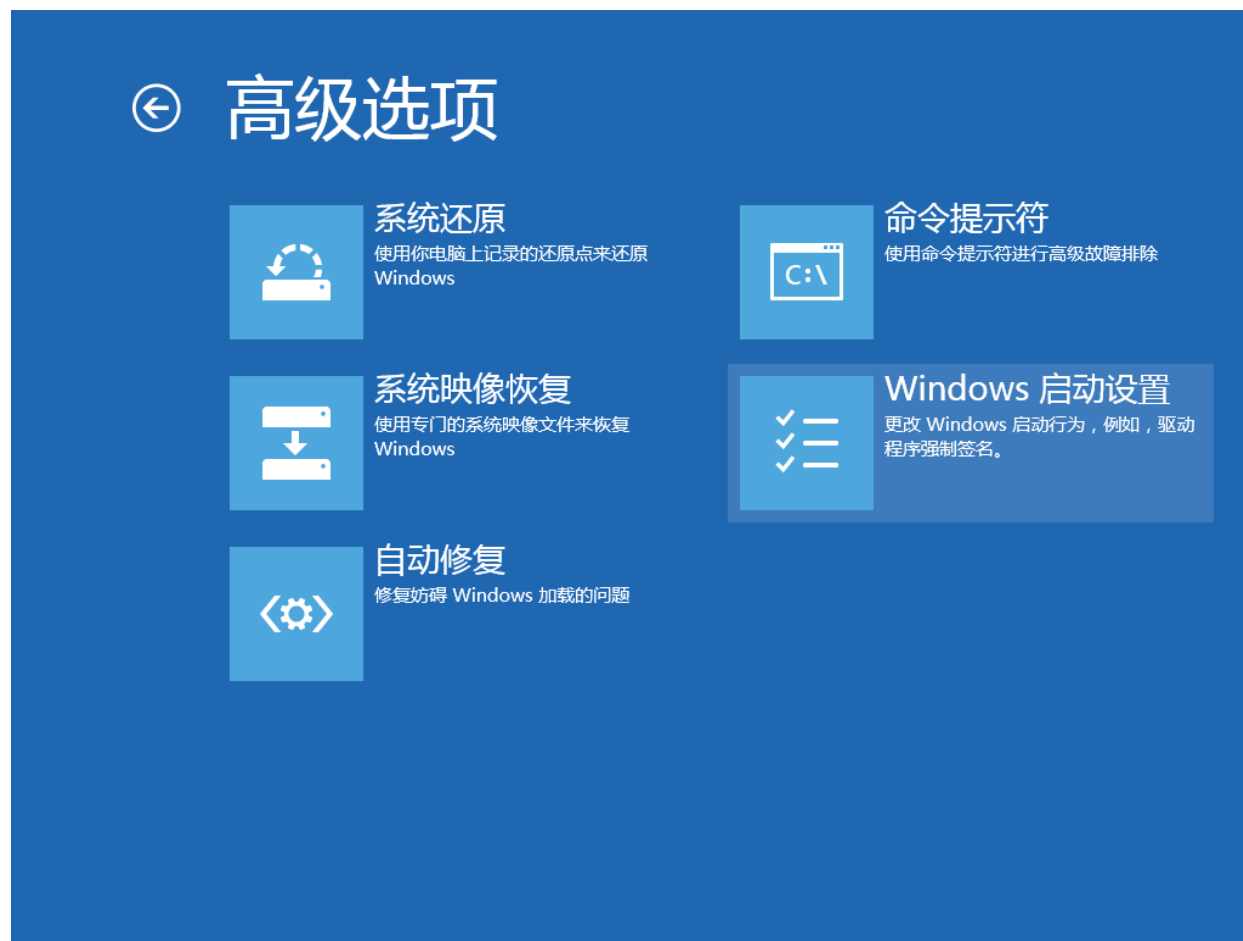 高级选项
系统还原
使用你电脑上记录的还原点来还原
Windows
系统映像恢复
使用专门的系统映像文件来恢复
Windows
自动修复
修复妨碍 Windows 加载的问题
命令提示符
使用命令提示符进行高级故障排除
C:\
Windows 启动设置
更改 Windows 启动行为，例如，驱动
程序强制签名。